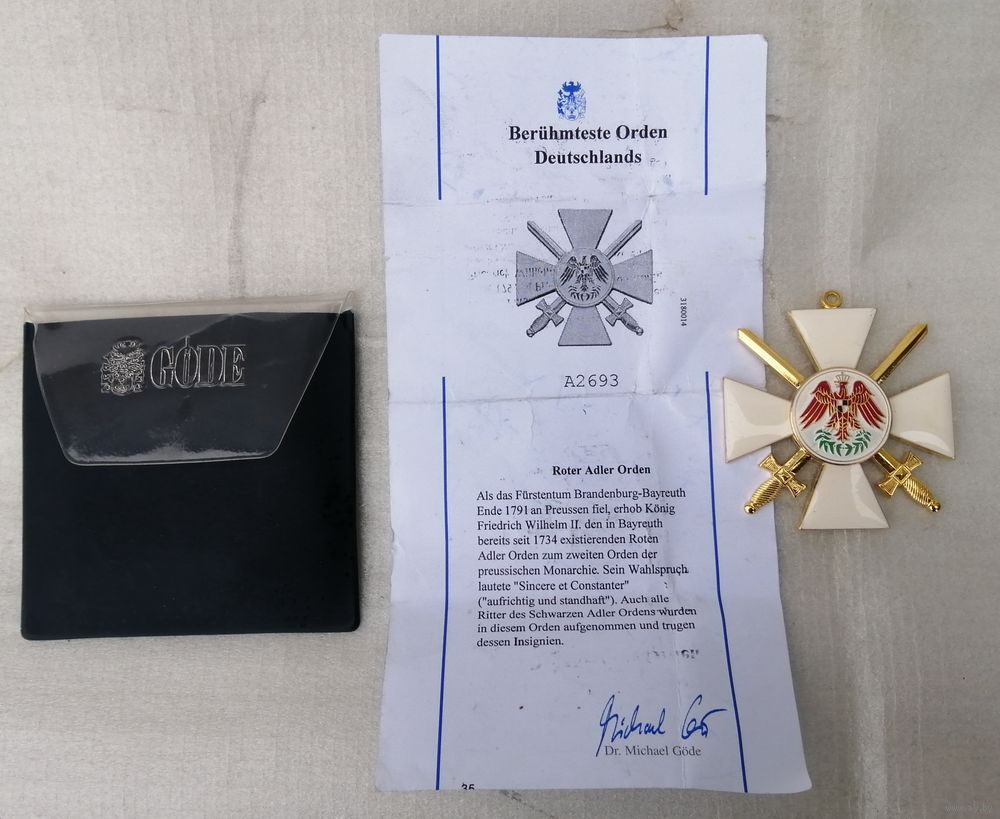 GÖDE
Berühmteste Orden
Deutschlands
3180014
A2693
Roter Adler Orden
Als das Fürstentum Brandenburg-Bayreuth
Ende 1791 an Preussen fiel, erhob König
Friedrich Wilhelm II. den in Bayreuth
bereits seit 1734 existierenden Roten
Adler Orden zum zweiten Orden der
preussischen Monarchie. Sein Wahlspruch
lautete "Sincere et Constanter"
("aufrichtig und standhaft"). Auch alle
Ritter des Schwarzen Adler Ordens wurden
in diesem Orden aufgenommen und trugen
dessen Insignien.
Dr. Michael Göde